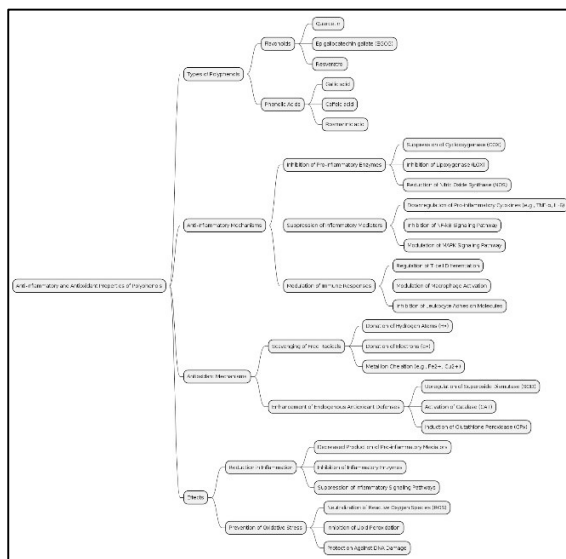 Quercetin
Flavonoids
Epigallocatechin gallate (EGCG)
Resveratrol
Types of Polyphenols
Gallic acid
Phenolic Acids
Caffeic acid
Rosmarinic acid
Suppression of Cyclooxygenase (COX)
Inhibition of Pro-inflammatory Enzymes
Inhibition of Lipoxygenase (LOX)
Reduction of Nitric Oxide Synthase (NOS)
Downregulation of Pro-inflammatory Cytokines (e.g., TNF-α, IL-6)
Anti-inflammatory Mechanisms
Suppression of Inflammatory Mediators
Inhibition of NF-κB Signaling Pathway
Modulation of MAPK Signaling Pathway
Regulation of T cell Differentiation
Modulation of Immune Responses
Modulation of Macrophage Activation
Inhibition of Leukocyte Adhesion Molecules
Anti-inflammatory and Antioxidant Properties of Polyphenols
Donation of Hydrogen Atoms (H+)
Scavenging of Free Radicals
Donation of Electrons (e-)
Metal Ion Chelation (e.g., Fe2+, Cu2+)
Antioxidant Mechanisms
Upregulation of Superoxide Dismutase (SOD)
Enhancement of Endogenous Antioxidant Defenses
Activation of Catalase (CAT)
Induction of Glutathione Peroxidase (GPx)
Decreased Production of Pro-inflammatory Mediators
Reduction in Inflammation
Inhibition of Inflammatory Enzymes
Suppression of Inflammatory Signaling Pathways
Effects
Neutralization of Reactive Oxygen Species (ROS)
Prevention of Oxidative Stress
Inhibition of Lipid Peroxidation
Protection Against DNA Damage